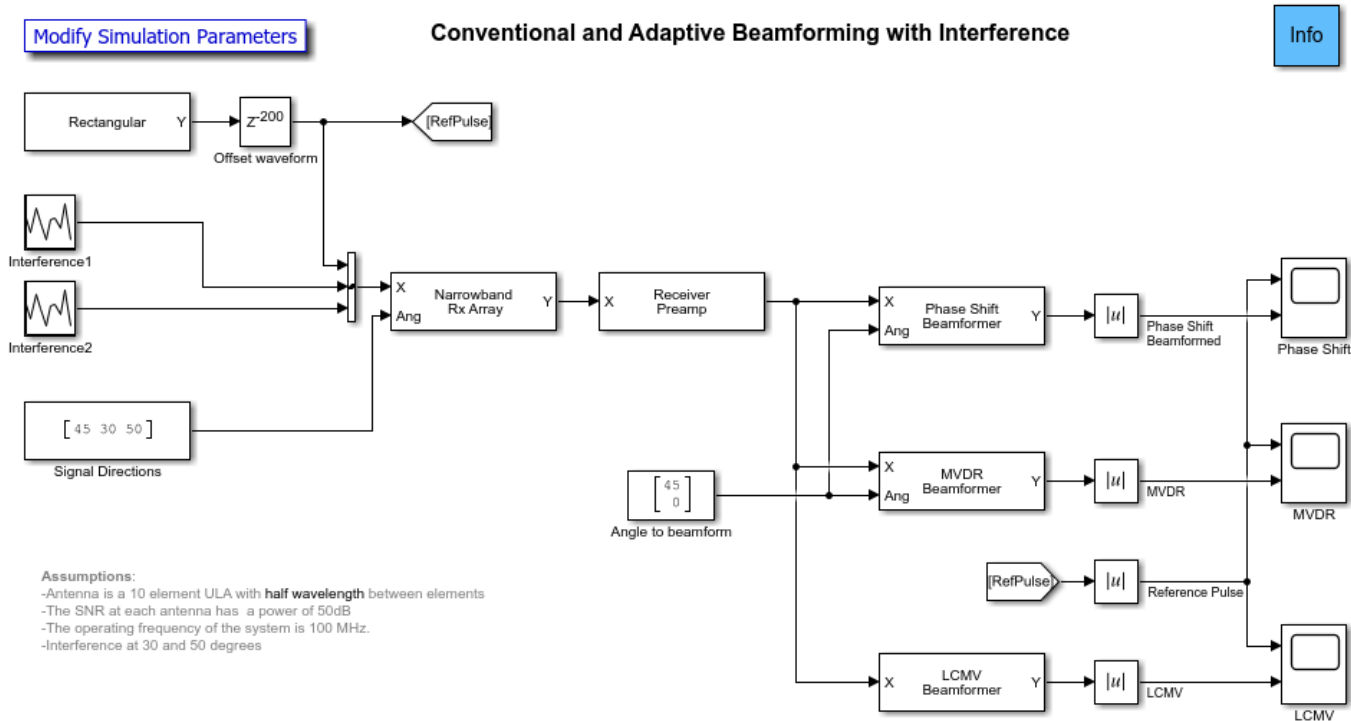 Modify Simulation Parameters
Conventional and Adaptive Beamforming with Interference
Info
Rectangular
Y
Z-200
Offset waveform
[RefPulse]
Interference1
Interference2
X
Ang
Narrowband
Rx Array
Y
X
Receiver
Preamp
X
Ang
Phase Shift
Beamformer
Y
|u|
Phase Shift
Beamformed
Phase Shift
[45 30 50]
Signal Directions
[45
0]
Angle to beamform
X
Ang
MVDR
Beamformer
Y
|u|
MVDR
MVDR
[RefPulse]
|u|
Reference Pulse
Assumptions:
-Antenna is a 10 element ULA with half wavelength between elements
-The SNR at each antenna has a power of 50dB
-The operating frequency of the system is 100 MHz.
-Interference at 30 and 50 degrees
X
LCMV
Beamformer
Y
|u|
LCMV
LCMV